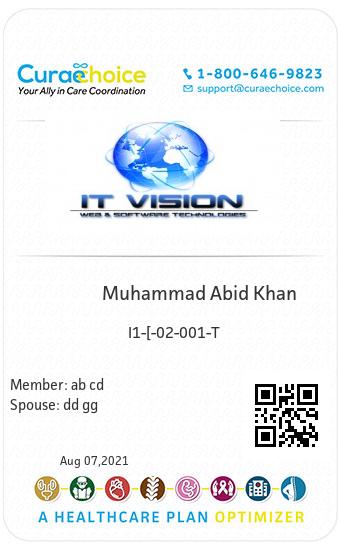 Curaechoice
Your Ally in Care Coordination
1-800-646-9823
support@curaechoice.com
IT VISION
WEB & SOFTWARE TECHNOLOGIES
Muhammad Abid Khan
I1-[-02-001-T
Member: ab cd
Spouse: dd gg
Aug 07,2021
A HEALTHCARE PLAN OPTIMIZER